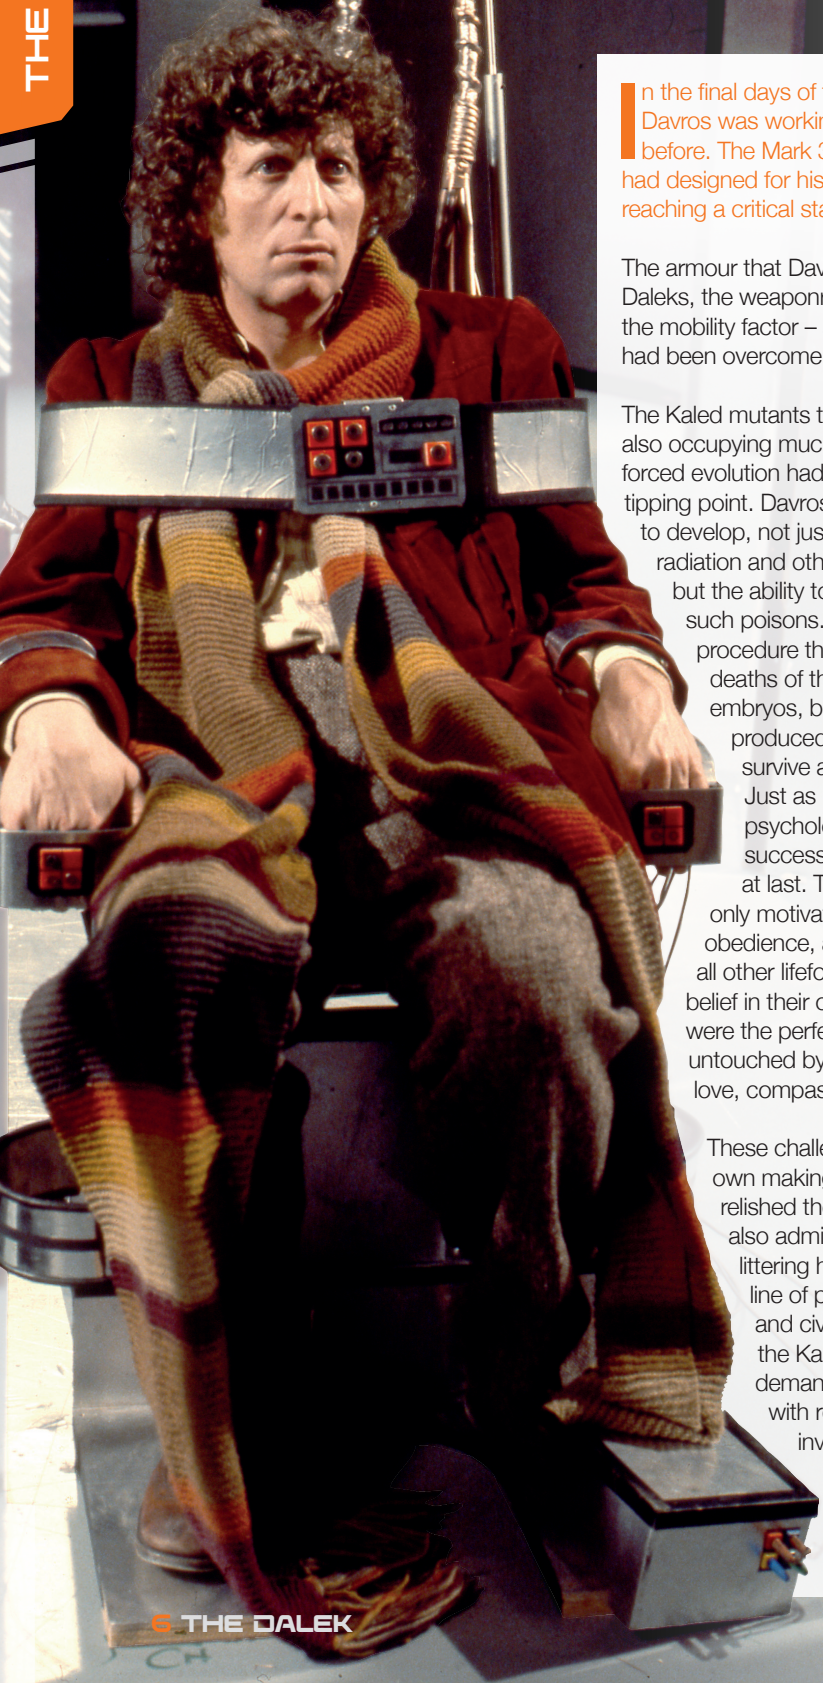 THE
In the final days of
Davros was workin
before. The Mark 3
had designed for his
reaching a critical sta
The armour that Dav
Daleks, the weaponr
the mobility factor –
had been overcome
The Kaled mutants t
also occupying muc
forced evolution had
tipping point. Davros
to develop, not jus
radiation and oth
but the ability to
such poisons.
procedure th
deaths of th
embryos, b
produced
survive a
Just as
psychol
success
at last. T
only motiva
obedience, a
all other lifefo
belief in their o
were the perfe
untouched by
love, compas
These challe
own making
relished the
also admi
littering h
line of p
and civ
the Ka
deman
with r
inv
6 THE DALEK
CH